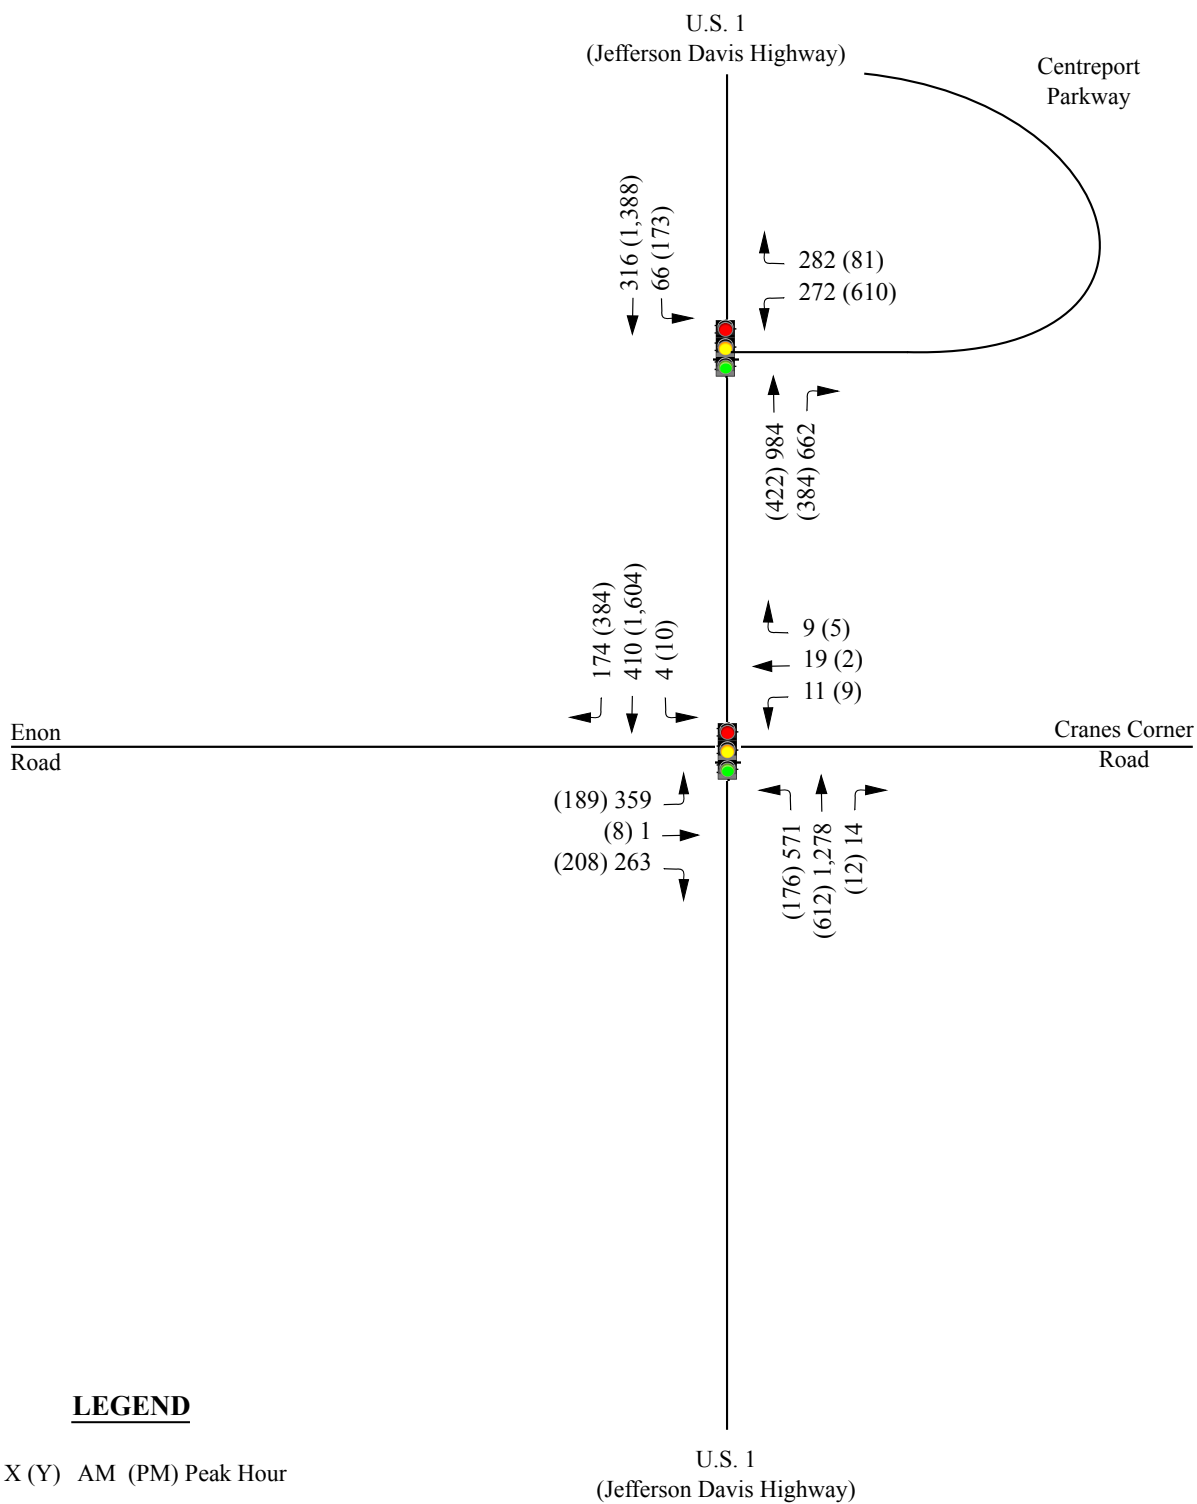 U.S. 1
(Jefferson Davis Highway)
Centreport
Parkway
316 (1,388)
66 (173)
282 (81)
272 (610)
(422) 984
(384) 662
174 (384)
410 (1,604)
4 (10)
9 (5)
19 (2)
11 (9)
Enon
Road
Cranes Corner
Road
(189) 359
(8) 1
(208) 263
(176) 571
(612) 1,278
(12) 14
LEGEND
X (Y) AM (PM) Peak Hour
U.S. 1
(Jefferson Davis Highway)